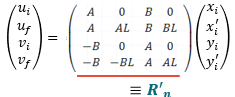 (u_i u_f v_i v_f) = (A 0 B 0; A AL B BL; −B 0 A 0; −B −BL A AL) (x_i x_i′ y_i y_i′)
≡ R′_n